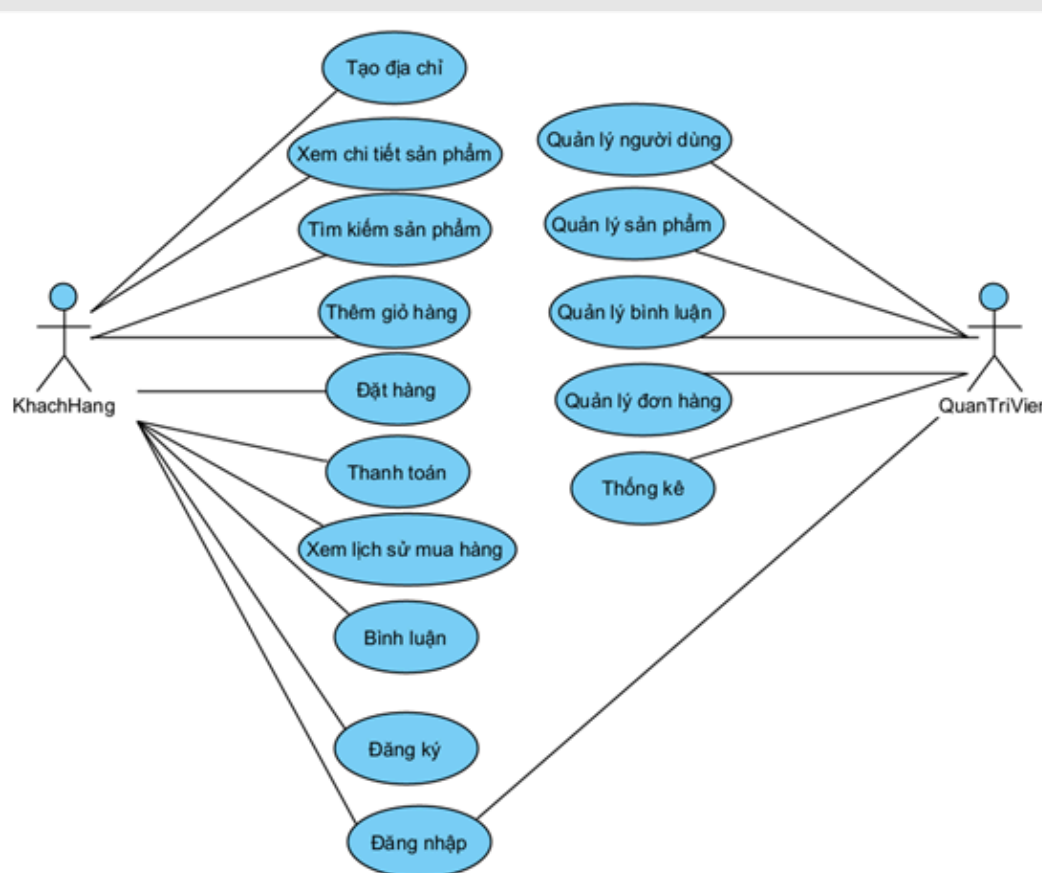 Tạo địa chỉ
Xem chi tiết sản phẩm
Tìm kiếm sản phẩm
Thêm giỏ hàng
Đặt hàng
Thanh toán
Xem lịch sử mua hàng
Bình luận
Đăng ký
Đăng nhập
KhachHang
Quản lý người dùng
Quản lý sản phẩm
Quản lý bình luận
Quản lý đơn hàng
Thống kê
QuanTriVien